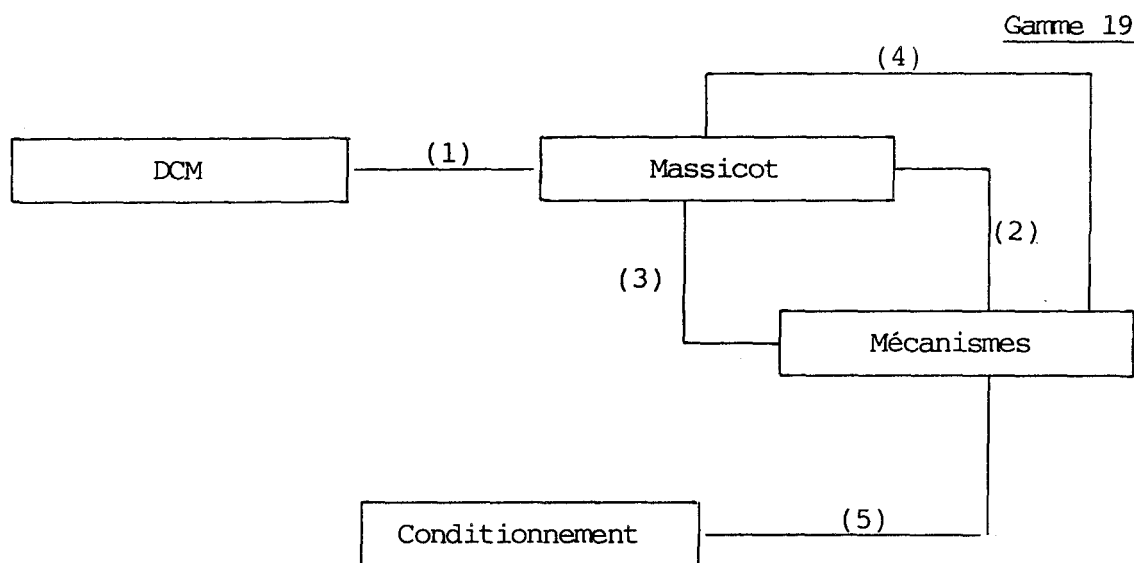 Gamme 19
(4)
DCM
(1)
Massicot
(2)
(3)
Mécanismes
Conditionnement
(5)